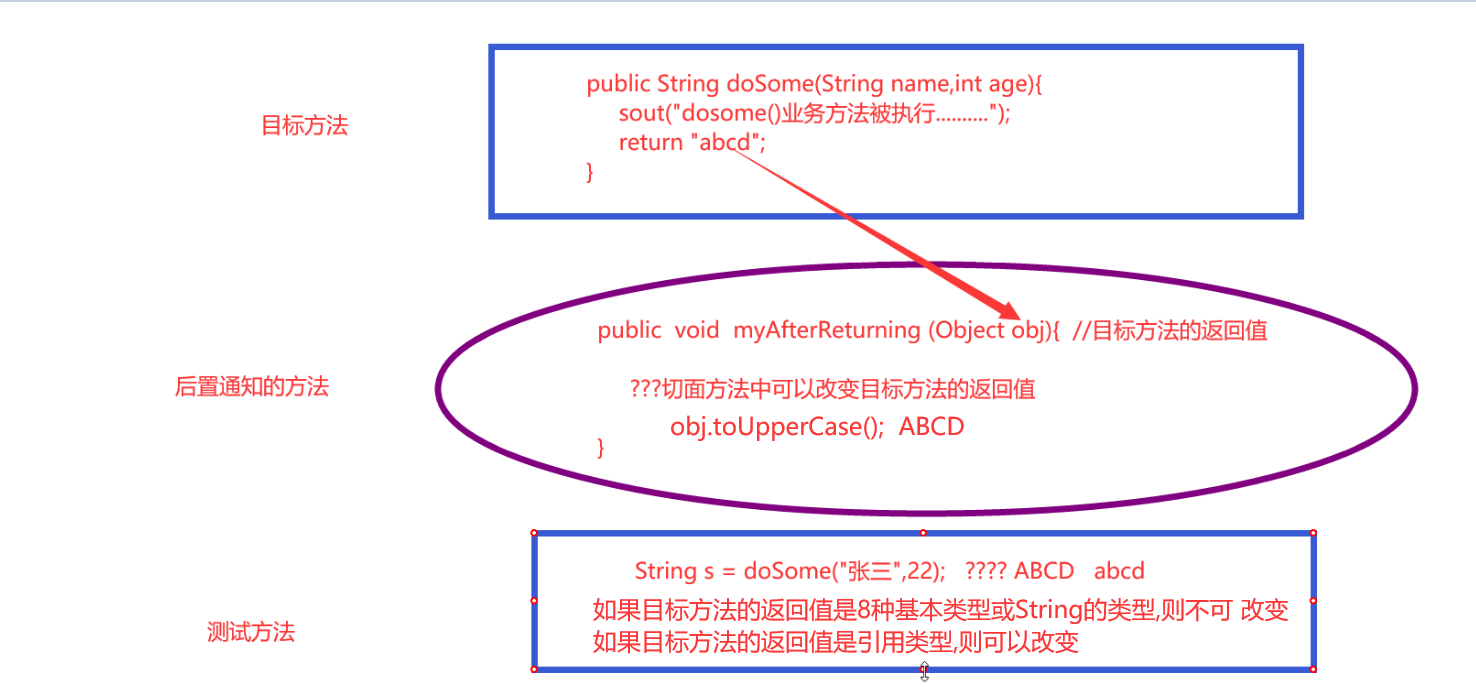 目标方法
public String doSome(String name,int age){
sout("dosome()业务方法被执行..........");
return "abcd";
}
后置通知的方法
public void myAfterReturning (Object obj){ //目标方法的返回值
???切面方法中可以改变目标方法的返回值
obj.toUpperCase(); ABCD
}
测试方法
String s = doSome("张三",22); ???? ABCD abcd
如果目标方法的返回值是8种基本类型或String的类型,则不可 改变
如果目标方法的返回值是引用类型,则可以改变